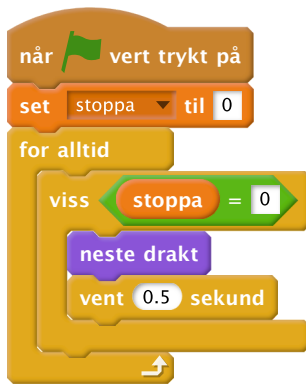 når vert trykt på
set stoppa til 0
for alltid
viss stoppa = 0
neste drakt
vent 0.5 sekund